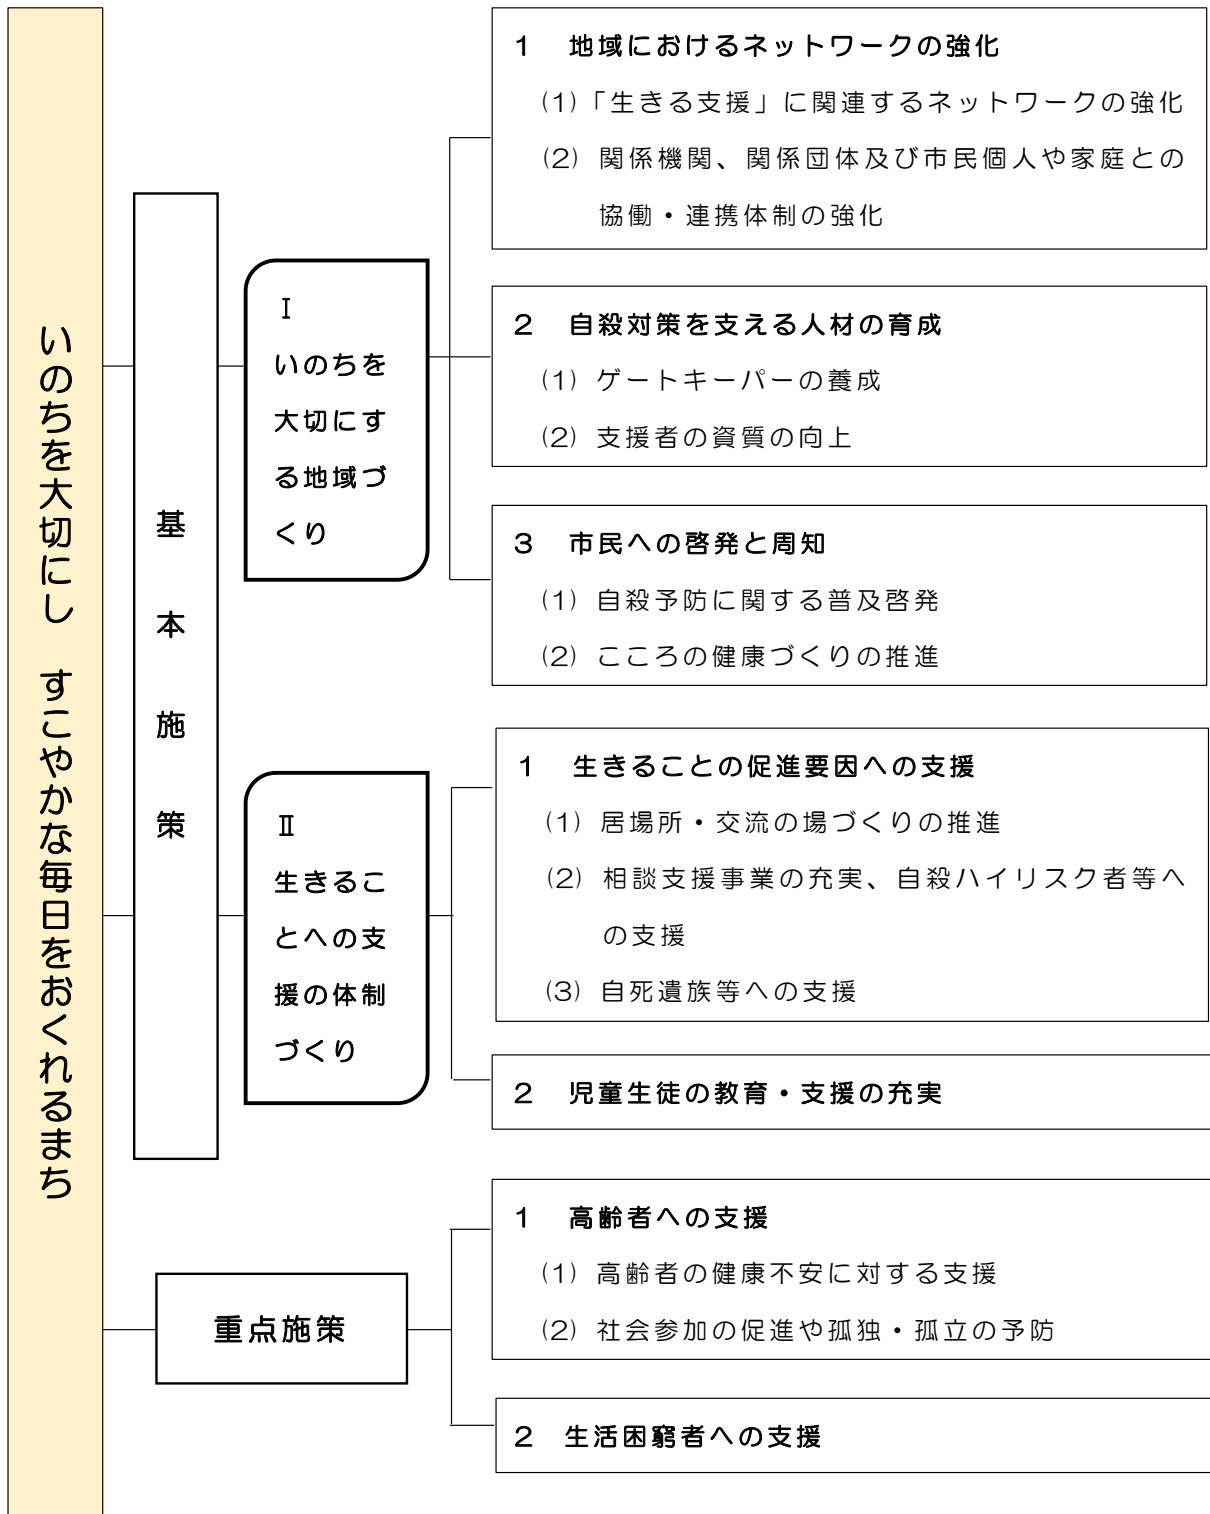 いのちを大切にし　すこやかな毎日をおくれるまち
基本施策
Ⅰ
いのちを
大切にす
る地域づ
くり
1　地域におけるネットワークの強化
(1)「生きる支援」に関連するネットワークの強化
(2) 関係機関、関係団体及び市民個人や家庭との
協働・連携体制の強化
2　自殺対策を支える人材の育成
(1) ゲートキーパーの養成
(2) 支援者の資質の向上
3　市民への啓発と周知
(1) 自殺予防に関する普及啓発
(2) こころの健康づくりの推進
Ⅱ
生きるこ
とへの支
援の体制
づくり
1　生きることの促進要因への支援
(1) 居場所・交流の場づくりの推進
(2) 相談支援事業の充実、自殺ハイリスク者等へ
の支援
(3) 自死遺族等への支援
2　児童生徒の教育・支援の充実
重点施策
1　高齢者への支援
(1) 高齢者の健康不安に対する支援
(2) 社会参加の促進や孤独・孤立の予防
2　生活困窮者への支援